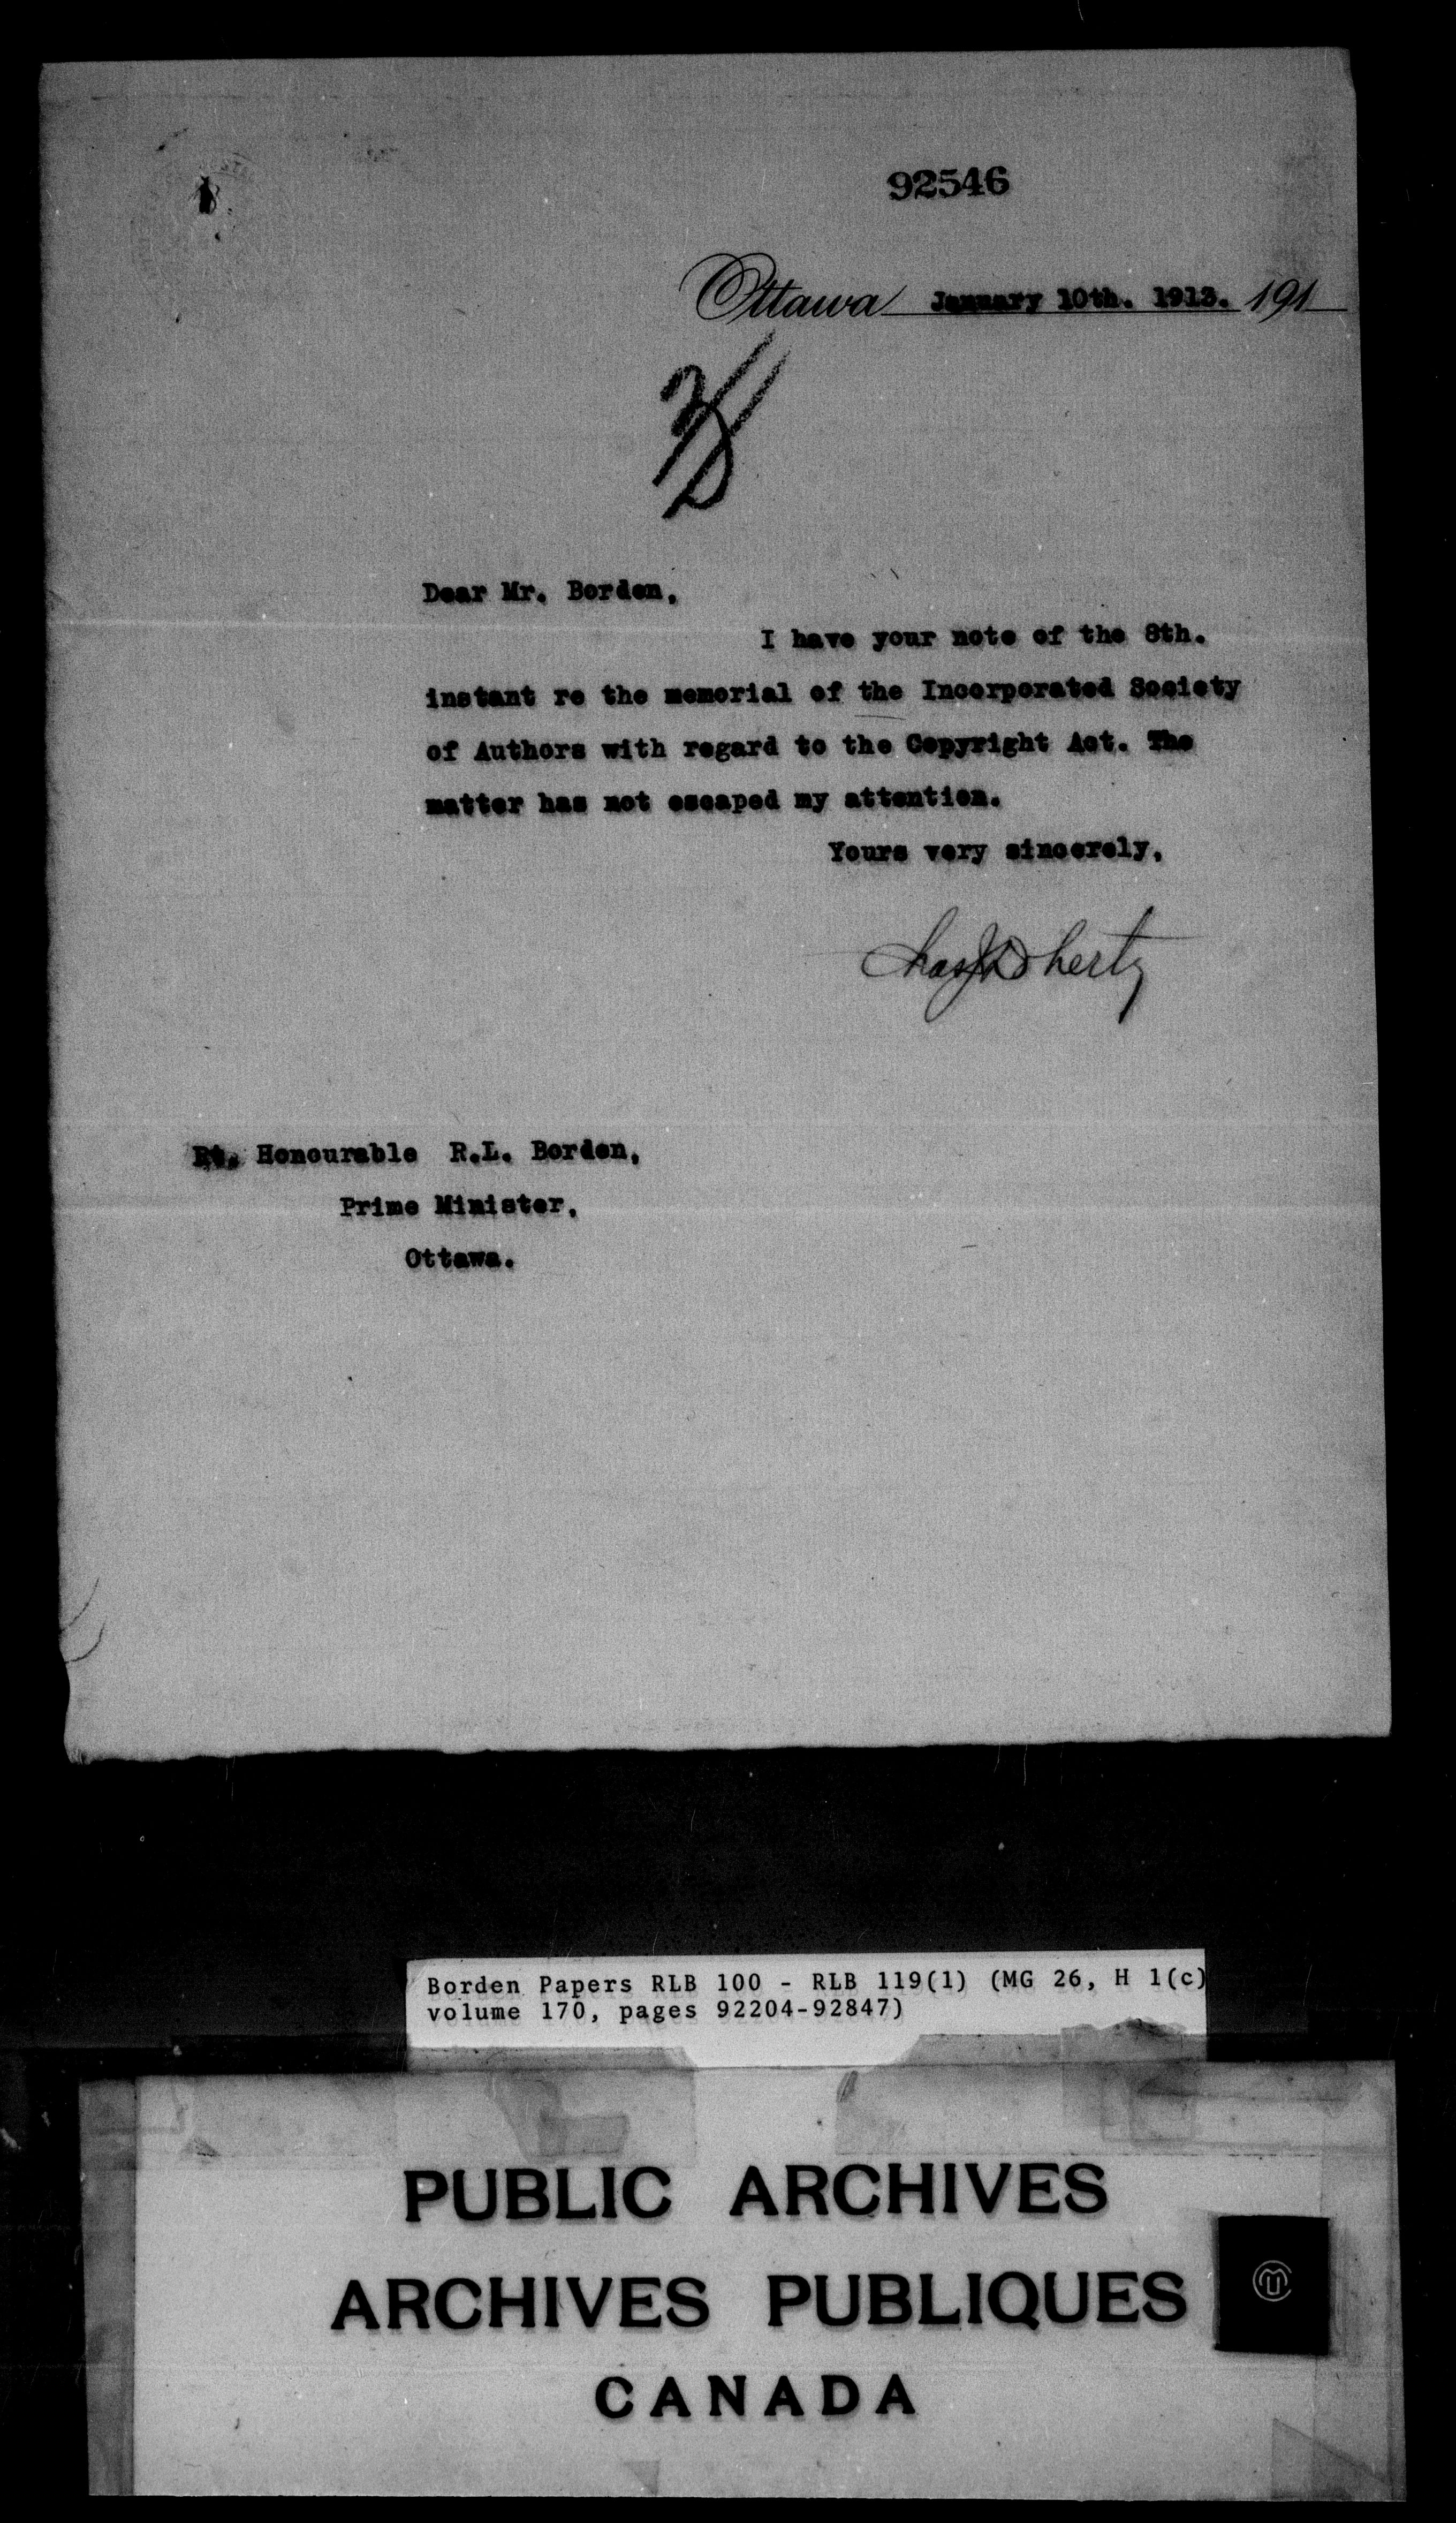 92546
Ottawa January 10th. 1913. 191
Dear Mr. Borden,
I have your note of the 8th.
instant re the memorial of the Incorporated Society
of Authors with regard to the Copyright Act. The
matter has not escaped my attention.
Yours very sincerely,
Chas J Doherty
Rt. Honourable R.L. Borden,
Prime Minister,
Ottawa.
Borden Papers RLB 100 - RLB 119(1) (MG 26, H 1(c)
volume 170, pages 92204-92847)
PUBLIC ARCHIVES
ARCHIVES PUBLIQUES
CANADA